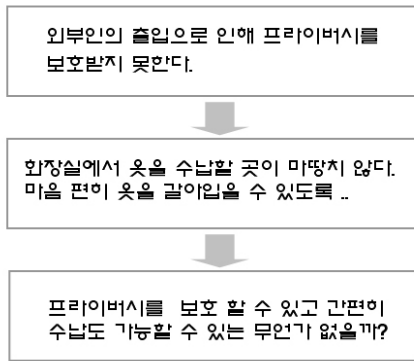 외부인의 출입으로 인해 프라이버시를
보호받지 못한다.
화장실에서 옷을 수납할 곳이 마땅치 않다.
마음 편히 옷을 갈아입을 수 있도록 ..
프라이버시를 보호 할 수 있고 간편히
수납도 가능할 수 있는 무언가 없을까?